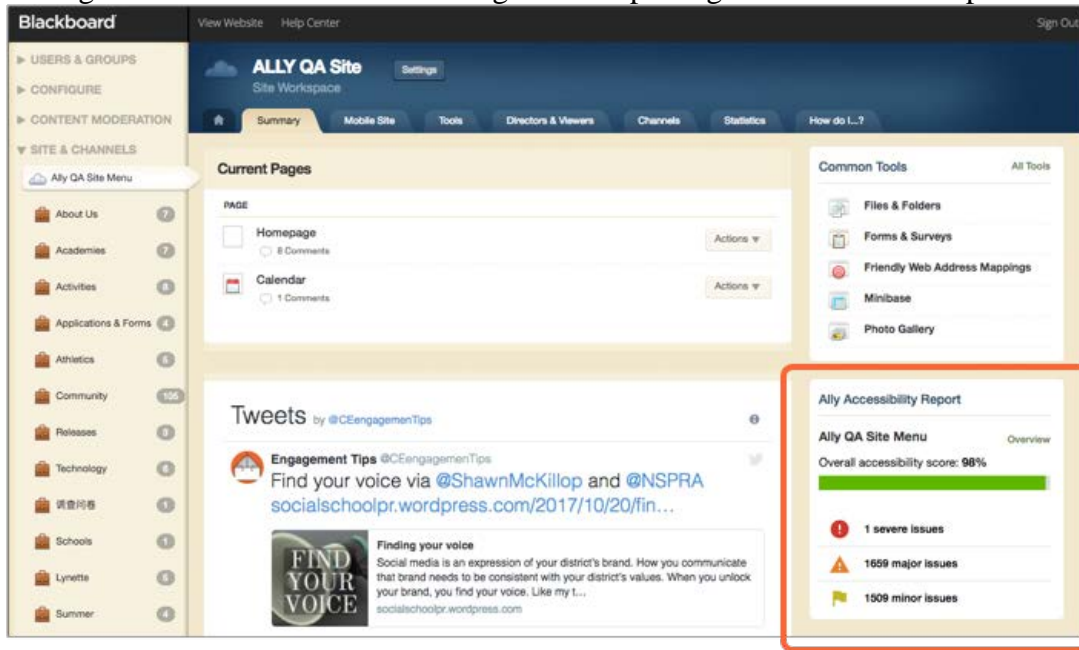 Blackboard
View Website Help Center Sign Out
USERS & GROUPS
CONFIGURE
CONTENT MODERATION
SITE & CHANNELS
Ally QA Site Menu
About Us 7
Academies 7
Activities
Applications & Forms
Athletics
Community
Releases
Technology
调查问卷 1
Schools 1
Lynette
Summer 4
ALLY QA Site Settings
Site Workspace
Summary Mobile Site Tools Directors & Viewers Channels Statistics How do I...?
Current Pages
PAGE
Homepage Actions
8 Comments
Calendar Actions
1 Comments
Tweets by @CEengagemenTips
Engagement Tips @CEengagemenTips
Find your voice via @ShawnMcKillop and @NSPRA
socialschoolpr.wordpress.com/2017/10/20/fin…
FIND
YOUR
VOICE
Finding your voice
Social media is an expression of your district's brand. How you communicate
that brand needs to be consistent with your district's values. When you unlock
your brand, you find your voice. Like my t…
socialschoolpr.wordpress.com
Common Tools All Tools
Files & Folders
Forms & Surveys
Friendly Web Address Mappings
Minibase
Photo Gallery
Ally Accessibility Report
Ally QA Site Menu Overview
Overall accessibility score: 98%
1 severe issues
1659 major issues
1509 minor issues